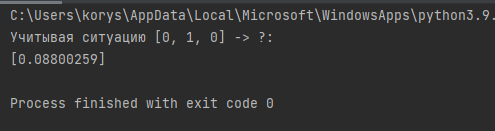 C:\Users\korys\AppData\Local\Microsoft\WindowsApps\python3.9.
Учитывая ситуацию [0, 1, 0] -> ?:
[0.08800259]
Process finished with exit code 0